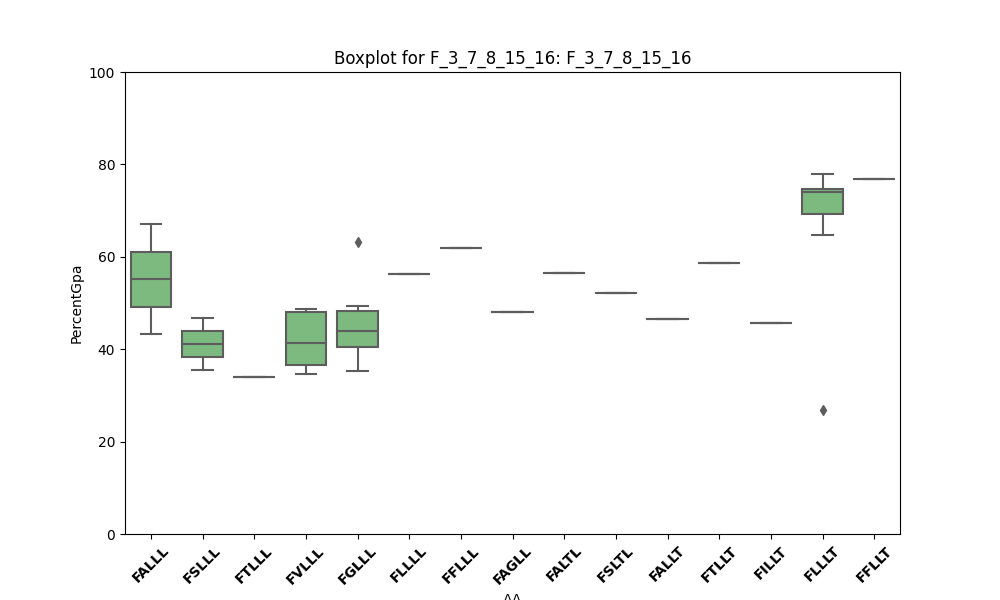 Boxplot for F_3_7_8_15_16: F_3_7_8_15_16
100
80
60
40
20
0
PercentGpa
FALLL FSLLL FTLLL FVLLL FGLLL FLLLL FFLLL FAGLL FALTL FSLTL FALLT FTLLT FILLT FLLLT FFLLT
AA